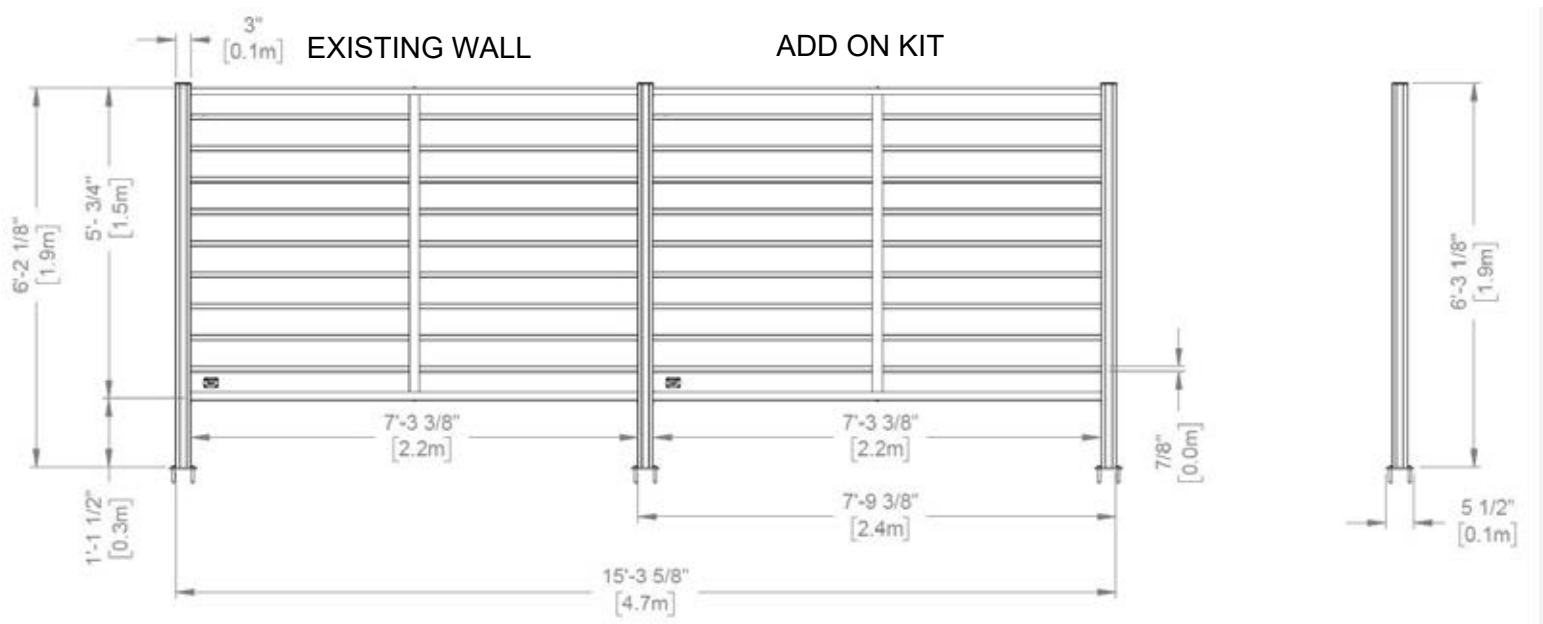 3"
[0.1m]
EXISTING WALL
ADD ON KIT
6'-2 1/8"
[1.9m]
5'- 3/4"
[1.5m]
1'-1 1/2"
[0.3m]
7'-3 3/8"
[2.2m]
7'-3 3/8"
[2.2m]
7'-9 3/8"
[2.4m]
15'-3 5/8"
[4.7m]
7/8"
[0.0m]
6'-3 1/8"
[1.9m]
5 1/2"
[0.1m]